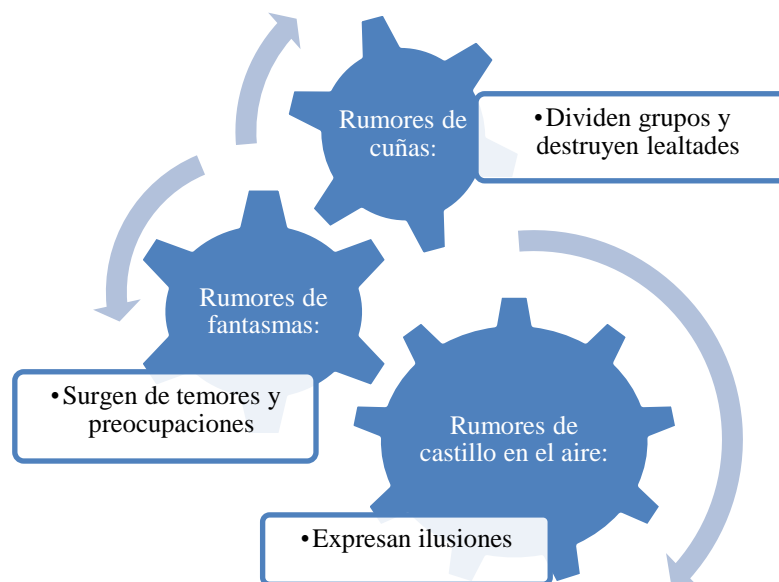 Rumores de
cuñas:
•Dividen grupos y
destruyen lealtades
Rumores de
fantasmas:
•Surgen de temores y
preocupaciones
Rumores de
castillo en el aire:
•Expresan ilusiones